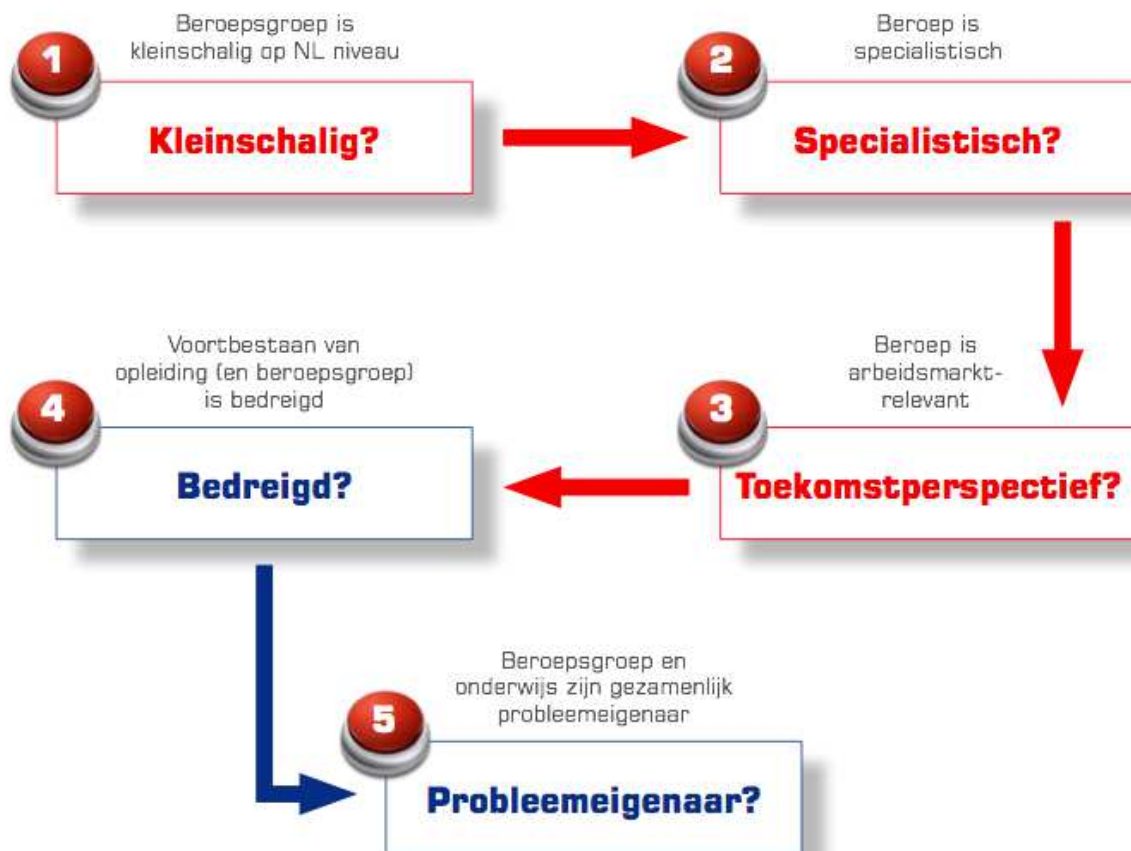 Beroepsgroep is
kleinschalig op NL niveau
1
Kleinschalig?
Beroep is
specialistisch
2
Specialistisch?
Beroep is
arbeidsmarkt-
relevant
3
Toekomstperspectief?
Voortbestaan van
opleiding (en beroepsgroep)
is bedreigd
4
Bedreigd?
Beroepsgroep en
onderwijs zijn gezamenlijk
probleemeigenaar
5
Probleemeigenaar?